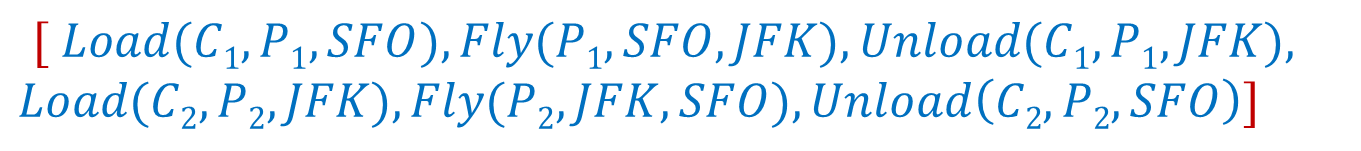 [ Load(C₁, P₁, SFO), Fly(P₁, SFO, JFK), Unload(C₁, P₁, JFK),
Load(C₂, P₂, JFK), Fly(P₂, JFK, SFO), Unload(C₂, P₂, SFO)]